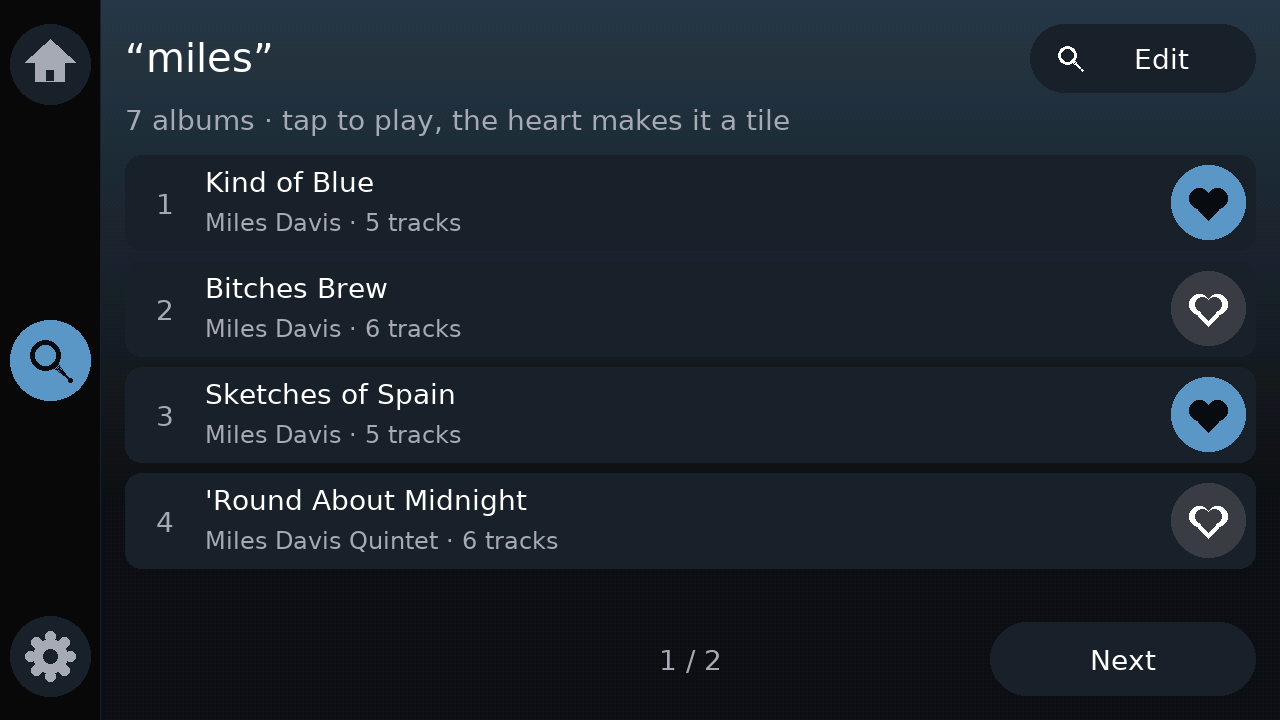 “miles”
Edit
7 albums · tap to play, the heart makes it a tile
1
Kind of Blue
Miles Davis · 5 tracks
2
Bitches Brew
Miles Davis · 6 tracks
3
Sketches of Spain
Miles Davis · 5 tracks
4
'Round About Midnight
Miles Davis Quintet · 6 tracks
1 / 2
Next